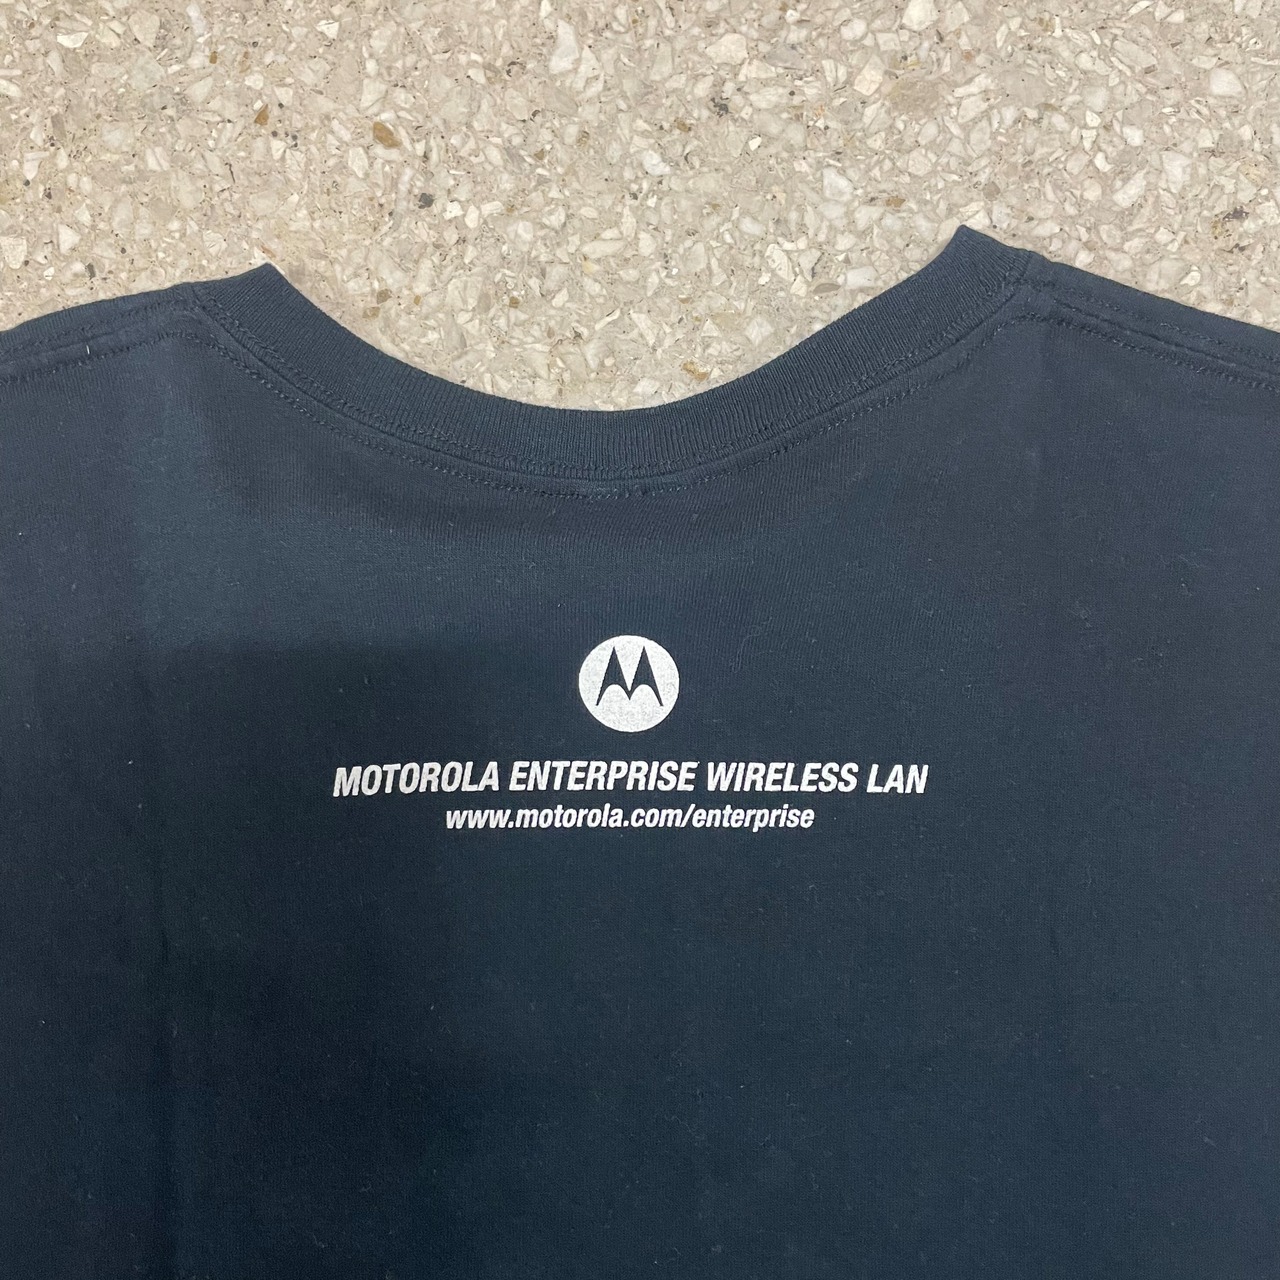 MOTOROLA ENTERPRISE WIRELESS LAN
www.motorola.com/enterprise